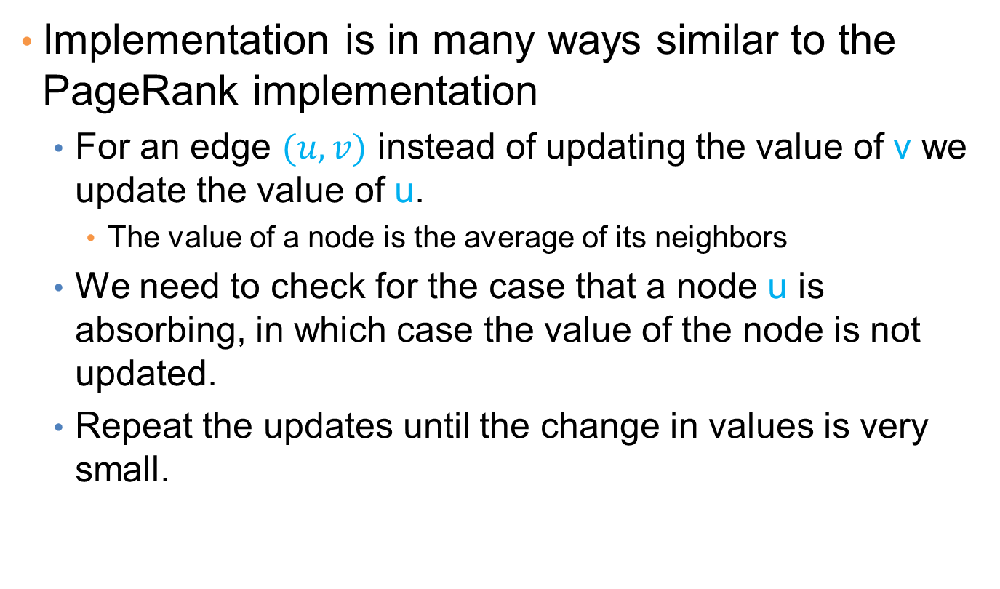 • Implementation is in many ways similar to the
PageRank implementation
• For an edge (𝑢, 𝑣) instead of updating the value of v we
update the value of u.
• The value of a node is the average of its neighbors
• We need to check for the case that a node u is
absorbing, in which case the value of the node is not
updated.
• Repeat the updates until the change in values is very
small.